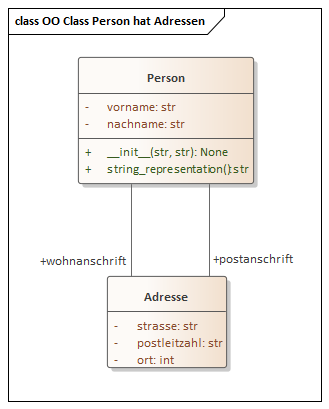 class OO Class Person hat Adressen
Person
- vorname: str
- nachname: str
+ __init__(str, str): None
+ string_representation():str
+wohnanschrift +postanschrift
Adresse
- strasse: str
- postleitzahl: str
- ort: int